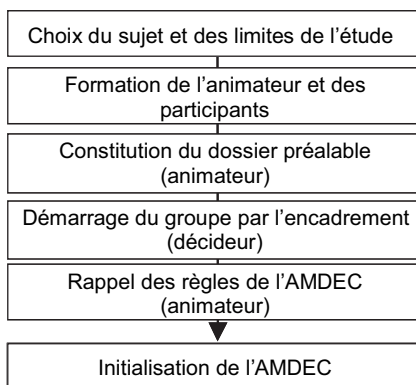 Choix du sujet et des limites de l’étude
Formation de l’animateur et des
participants
Constitution du dossier préalable
(animateur)
Démarrage du groupe par l’encadrement
(décideur)
Rappel des règles de l’AMDEC
(animateur)
Initialisation de l’AMDEC